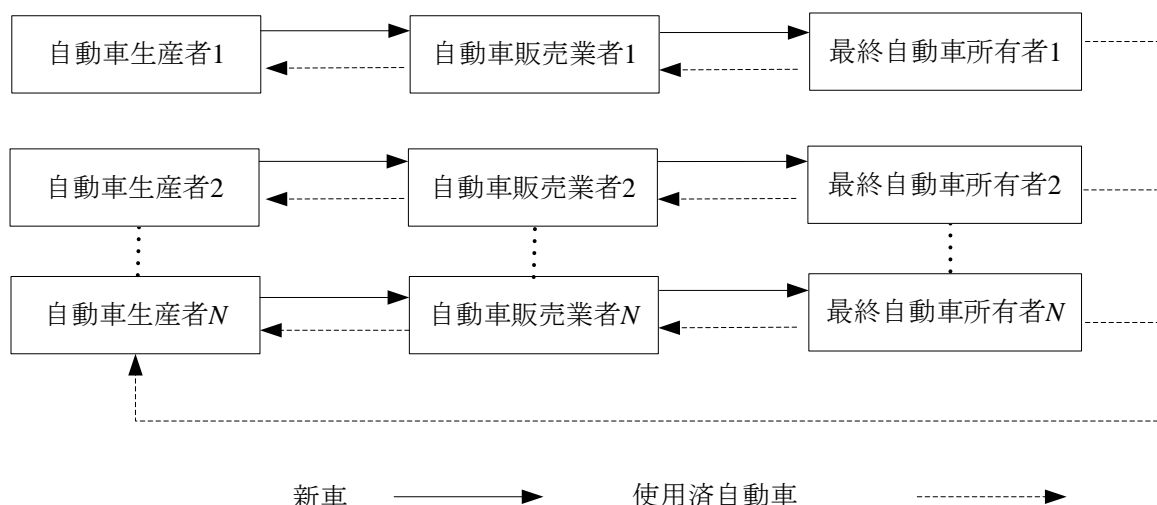 自動車生産者1
自動車販売業者1
最終自動車所有者1
自動車生産者2
自動車販売業者2
最終自動車所有者2
自動車生産者N
自動車販売業者N
最終自動車所有者N
新車
使用済自動車